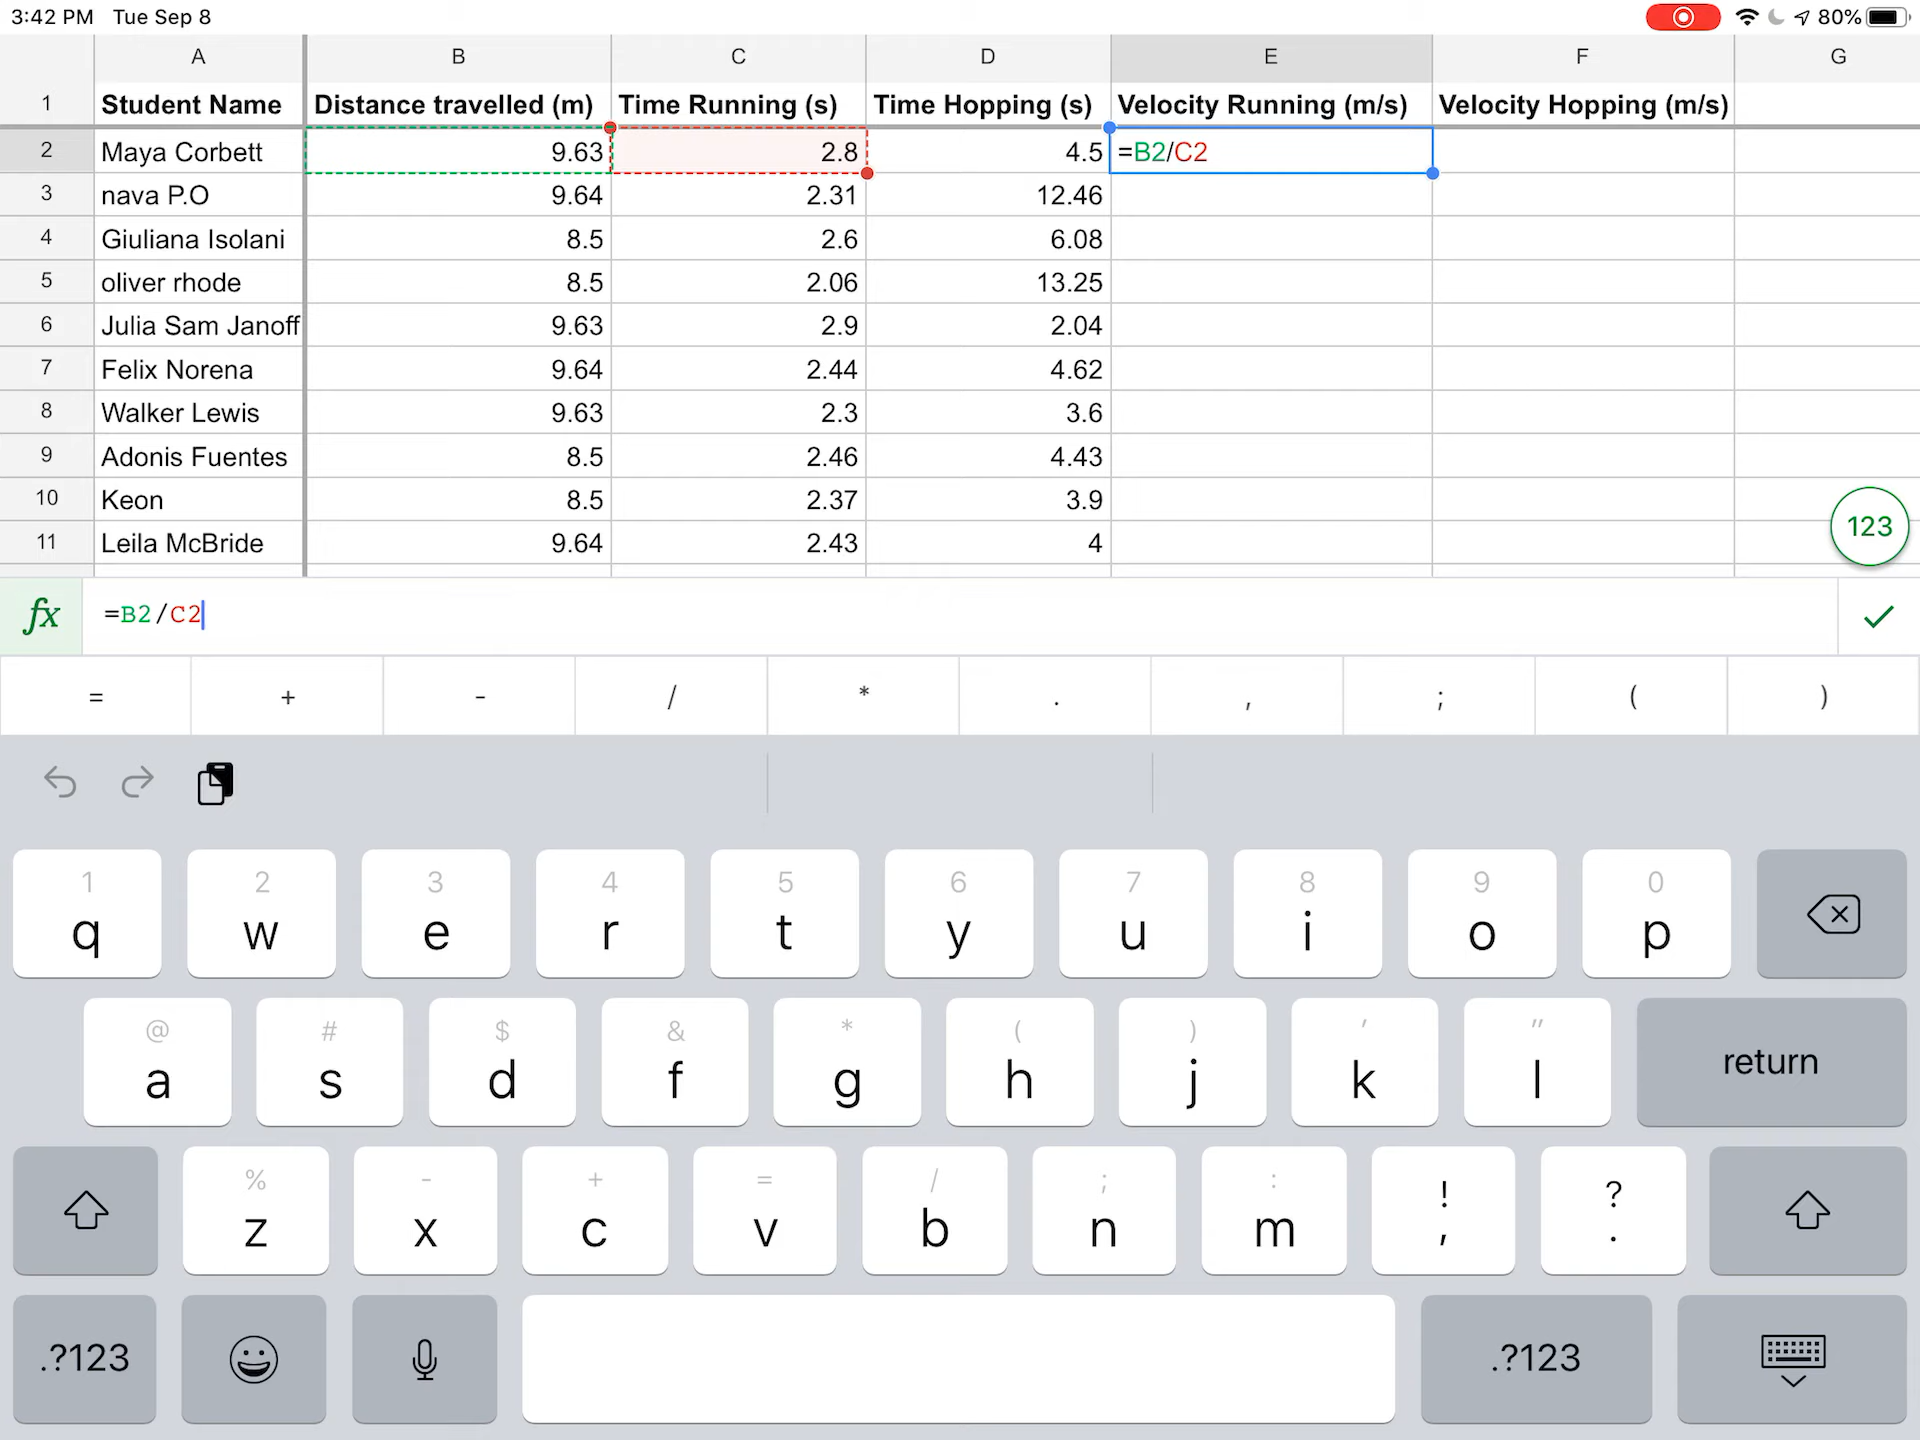 3:42 PM Tue Sep 8 80%
A B C D E F G
1 Student Name Distance travelled (m) Time Running (s) Time Hopping (s) Velocity Running (m/s) Velocity Hopping (m/s)
2 Maya Corbett 9.63 2.8 4.5 =B2/C2
3 nava P.O 9.64 2.31 12.46
4 Giuliana Isolani 8.5 2.6 6.08
5 oliver rhode 8.5 2.06 13.25
6 Julia Sam Janoff 9.63 2.9 2.04
7 Felix Norena 9.64 2.44 4.62
8 Walker Lewis 9.63 2.3 3.6
9 Adonis Fuentes 8.5 2.46 4.43
10 Keon 8.5 2.37 3.9
11 Leila McBride 9.64 2.43 4
123
fx =B2/C2
= + - / * . , ; ( )
1 2 3 4 5 6 7 8 9 0
q w e r t y u i o p
@ # $ & * ( ) ' "
a s d f g h j k l return
% - + = / ; : ! ?
z x c v b n m , .
.?123 .?123